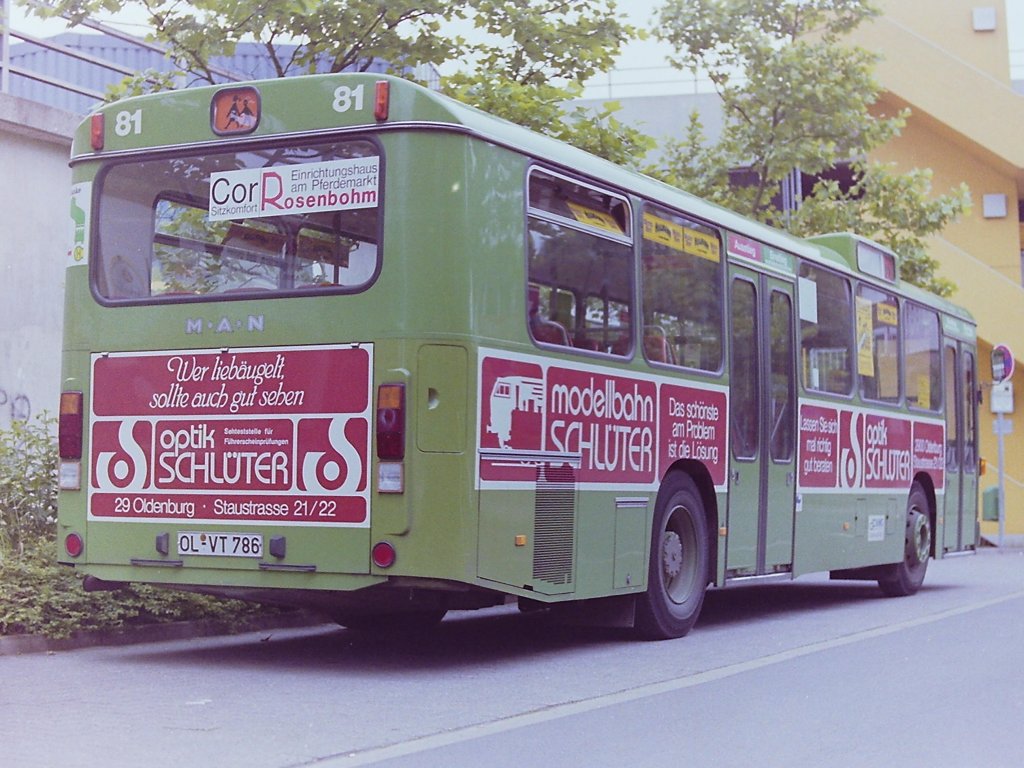 81
81
CorR Einrichtungshaus
am Pferdemarkt
Sitzkomfort Rosenbohm
M·A·N
Wer liebäugelt,
sollte auch gut sehen
optik
SCHLÜTER
Sehteststelle für
Führerscheinprüfungen
29 Oldenburg · Staustrasse 21/22
OL-VT 786
Ausstieg
modellbahn
SCHLÜTER
Das schönste
am Problem
ist die Lösung
Lassen Sie sich
mal richtig
gut beraten
optik
SCHLÜTER